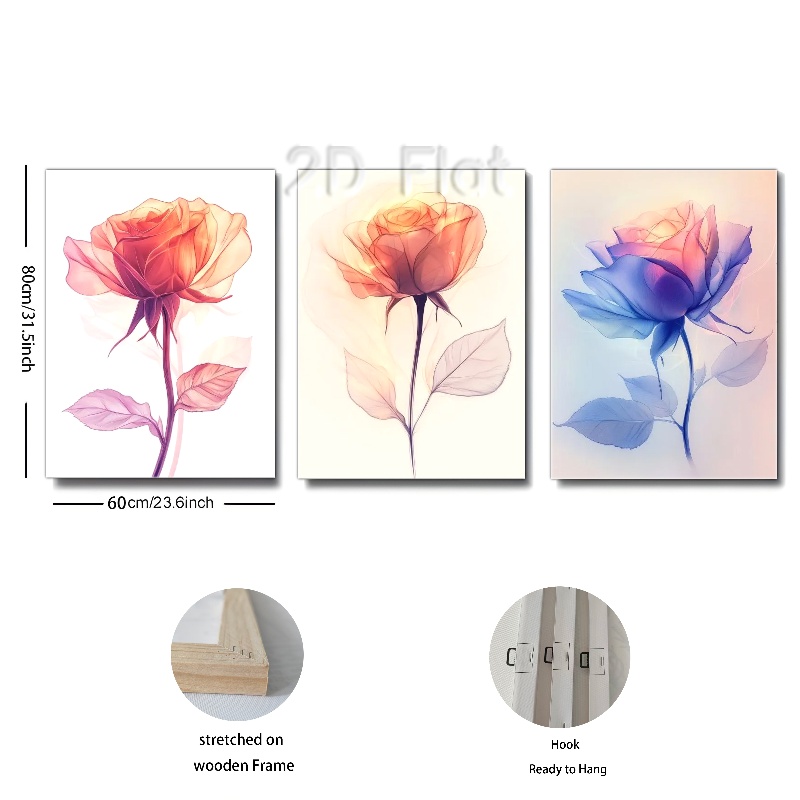 2D Flat
80cm/31.5inch
60cm/23.6inch
stretched on
wooden Frame
Hook
Ready to Hang